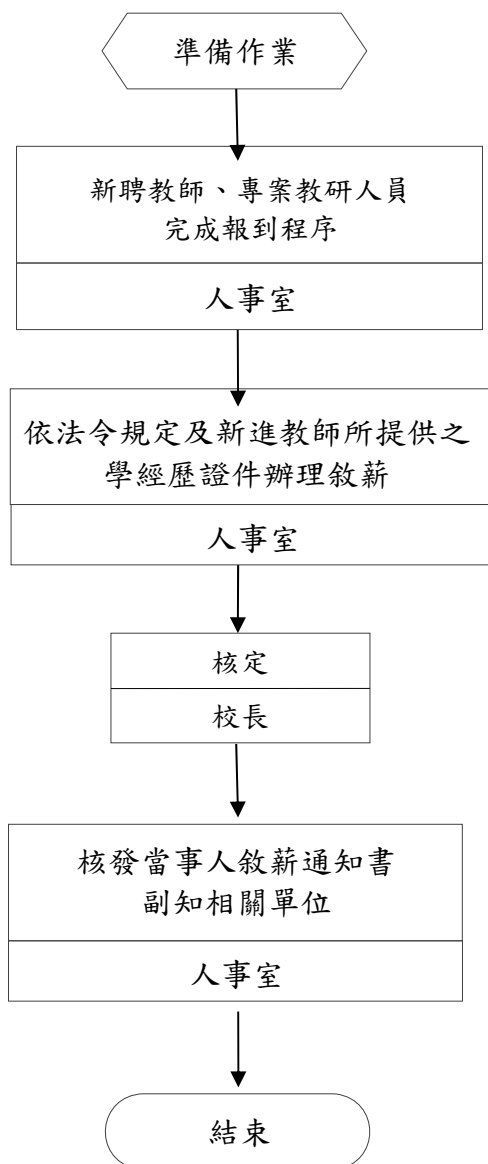 準備作業
新聘教師、專案教研人員
完成報到程序
人事室
依法令規定及新進教師所提供之
學經歷證件辦理敘薪
人事室
核定
校長
核發當事人敘薪通知書
副知相關單位
人事室
結束